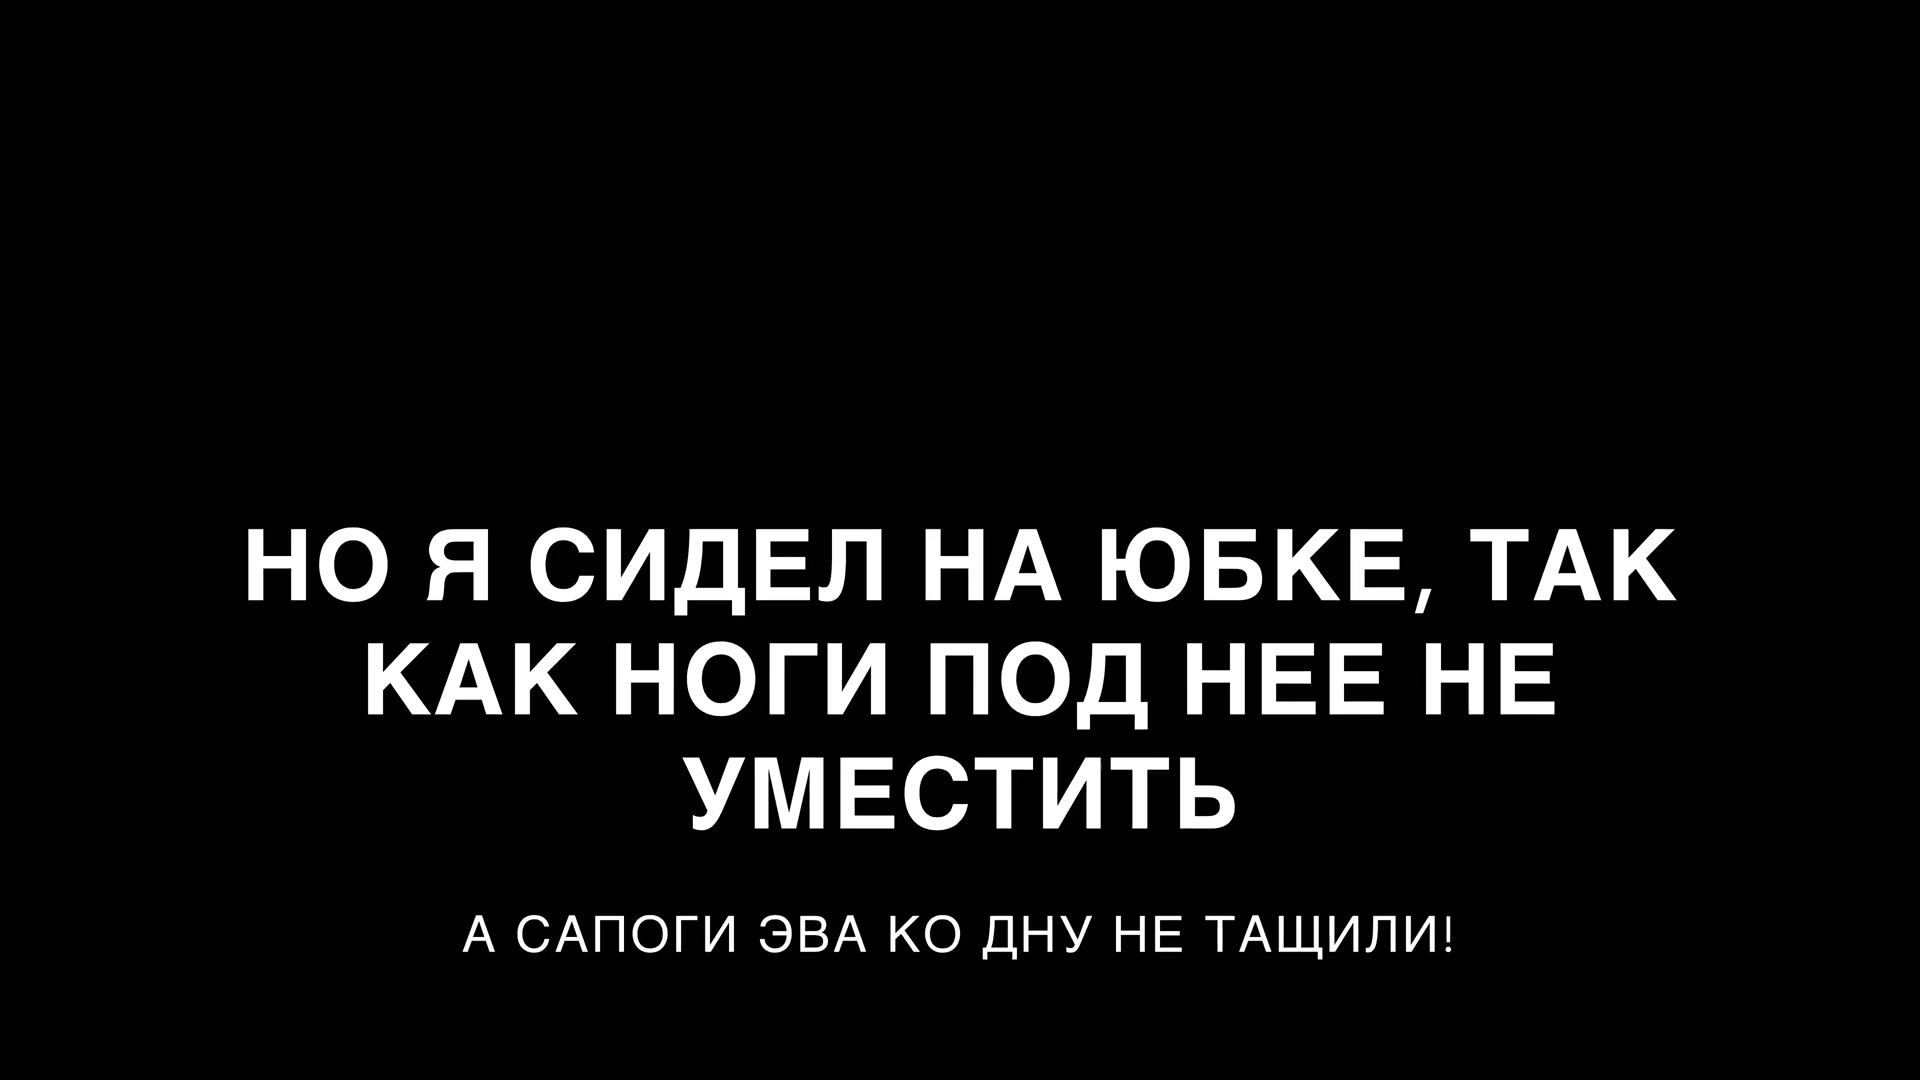 НО Я СИДЕЛ НА ЮБКЕ, ТАК
КАК НОГИ ПОД НЕЕ НЕ
УМЕСТИТЬ
А САПОГИ ЭВА КО ДНУ НЕ ТАЩИЛИ!